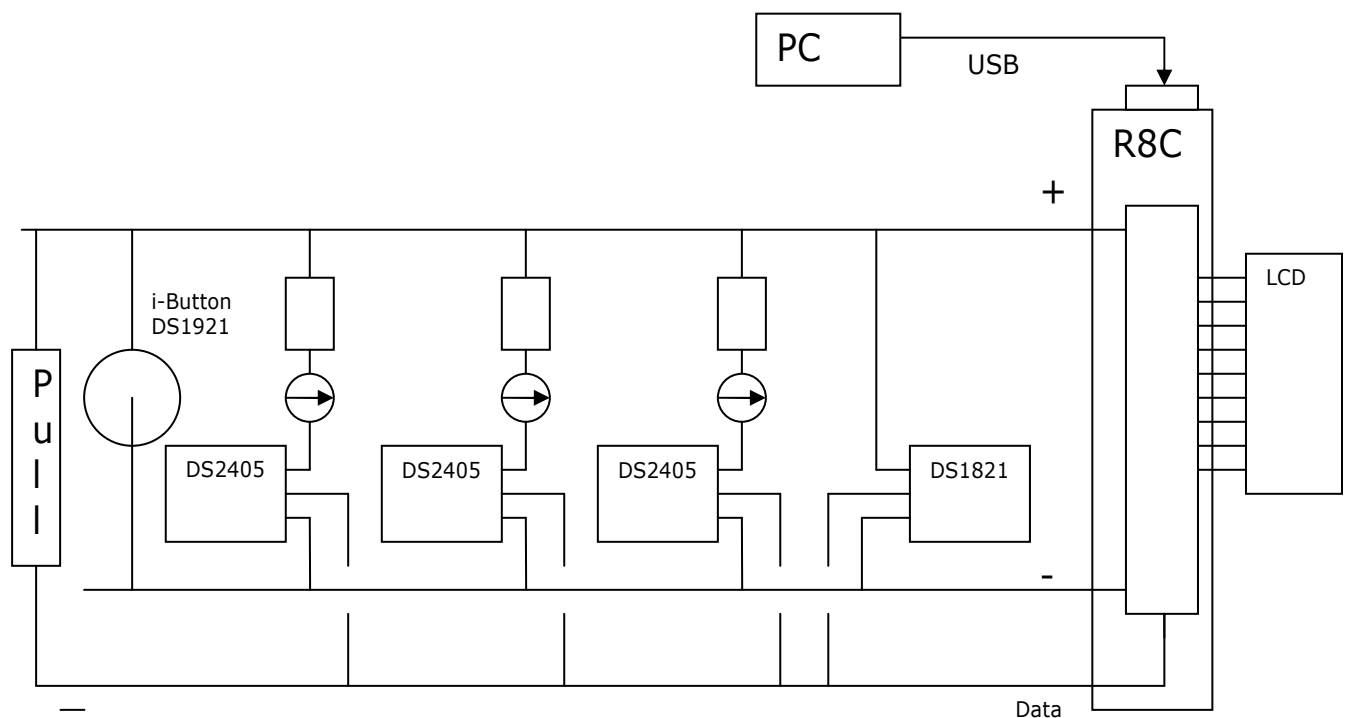 PC
USB
R8C
+
LCD
i-Button
DS1921
P
u
l
l
DS2405
DS2405
DS2405
DS1821
-
Data